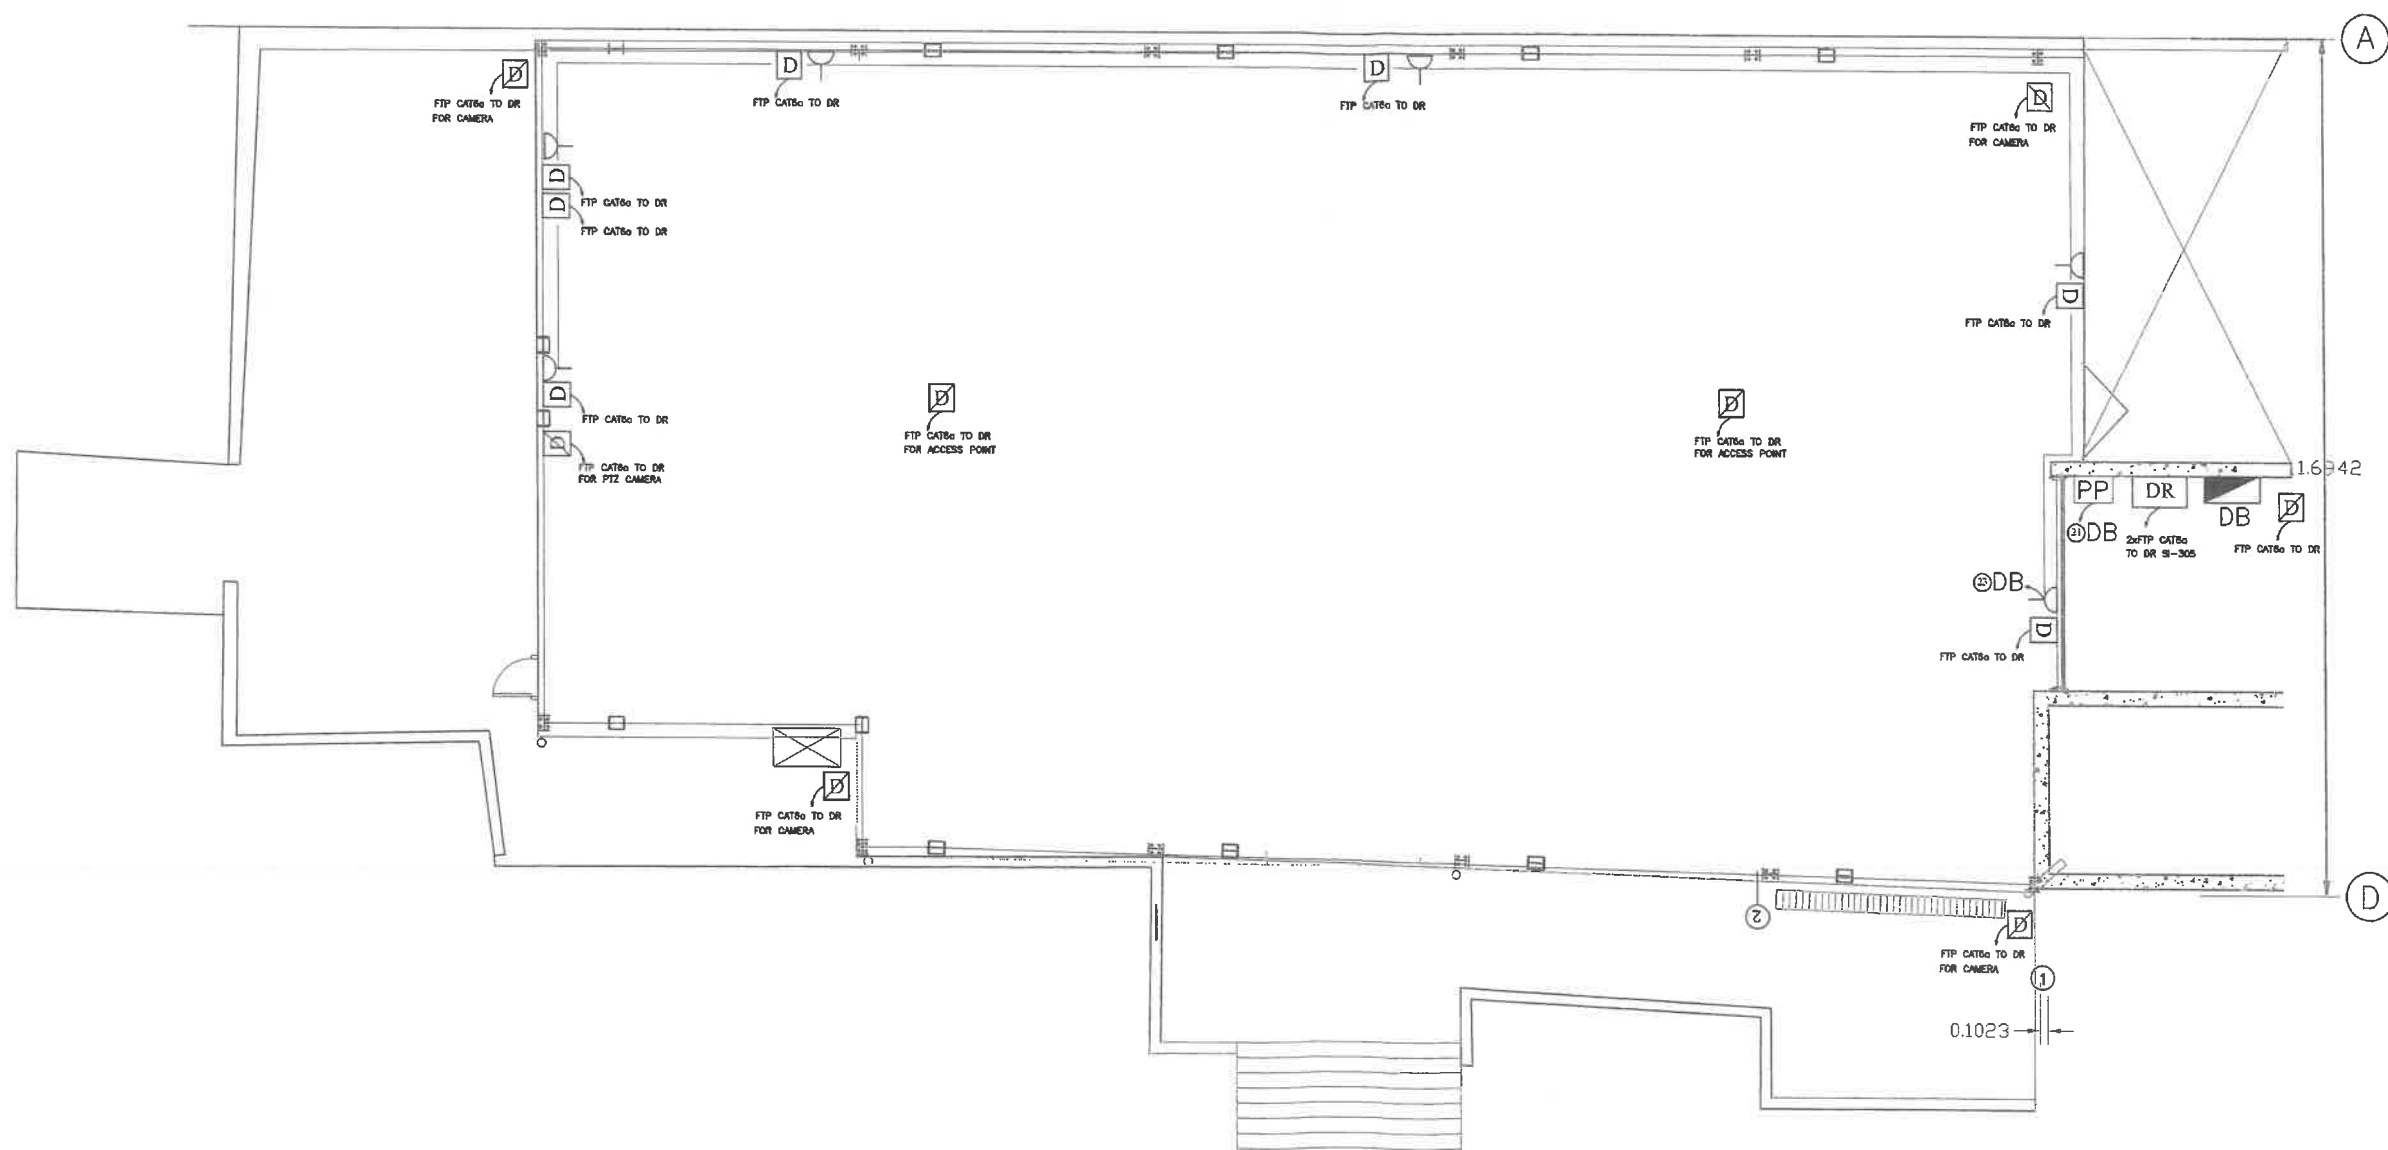 A
D
FTP CAT6a TO DR
FOR CAMERA
D
FTP CAT6a TO DR
D
FTP CAT6a TO DR
D
FTP CAT6a TO DR
FOR CAMERA
D
FTP CAT6a TO DR
D
FTP CAT6a TO DR
D
FTP CAT6a TO DR
D
FTP CAT6a TO DR
D
FTP CAT6a TO DR
FOR PTZ CAMERA
D
FTP CAT6a TO DR
FOR ACCESS POINT
D
FTP CAT6a TO DR
FOR ACCESS POINT
1.6942
PP
21 DB
DR
2xFTP CAT6a
TO DR SI-305
DB
D
FTP CAT6a TO DR
23 DB
D
FTP CAT6a TO DR
D
FTP CAT6a TO DR
FOR CAMERA
2
D
FTP CAT6a TO DR
FOR CAMERA
D
1
0.1023